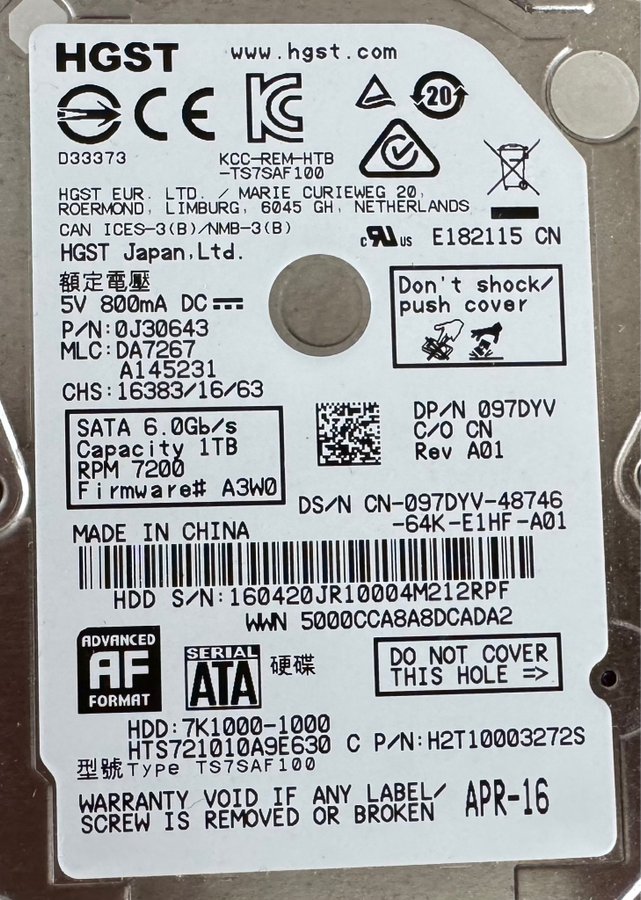 HGST www.hgst.com
CE 20
D33373 KCC-REM-HTB
-TS7SAF100
HGST EUR. LTD. / MARIE CURIEWEG 20,
ROERMOND, LIMBURG, 6045 GH, NETHERLANDS
CAN ICES-3(B)/NMB-3(B)
c RU us E182115 CN
HGST Japan,Ltd.
額定電壓
5V 800mA DC
Don't shock/
push cover
P/N:0J30643
MLC:DA7267
A145231
CHS:16383/16/63
SATA 6.0Gb/s
Capacity 1TB
RPM 7200
Firmware# A3W0
DP/N 097DYV
C/O CN
Rev A01
DS/N CN-097DYV-48746
-64K-E1HF-A01
MADE IN CHINA
HDD S/N:160420JR10004M212RPF
WWN 5000CCA8A8DCADA2
ADVANCED
AF
FORMAT
SERIAL
SATA
硬碟
DO NOT COVER
THIS HOLE =>
HDD:7K1000-1000
HTS721010A9E630 C P/N:H2T10003272S
型號Type TS7SAF100
WARRANTY VOID IF ANY LABEL/
SCREW IS REMOVED OR BROKEN
APR-16